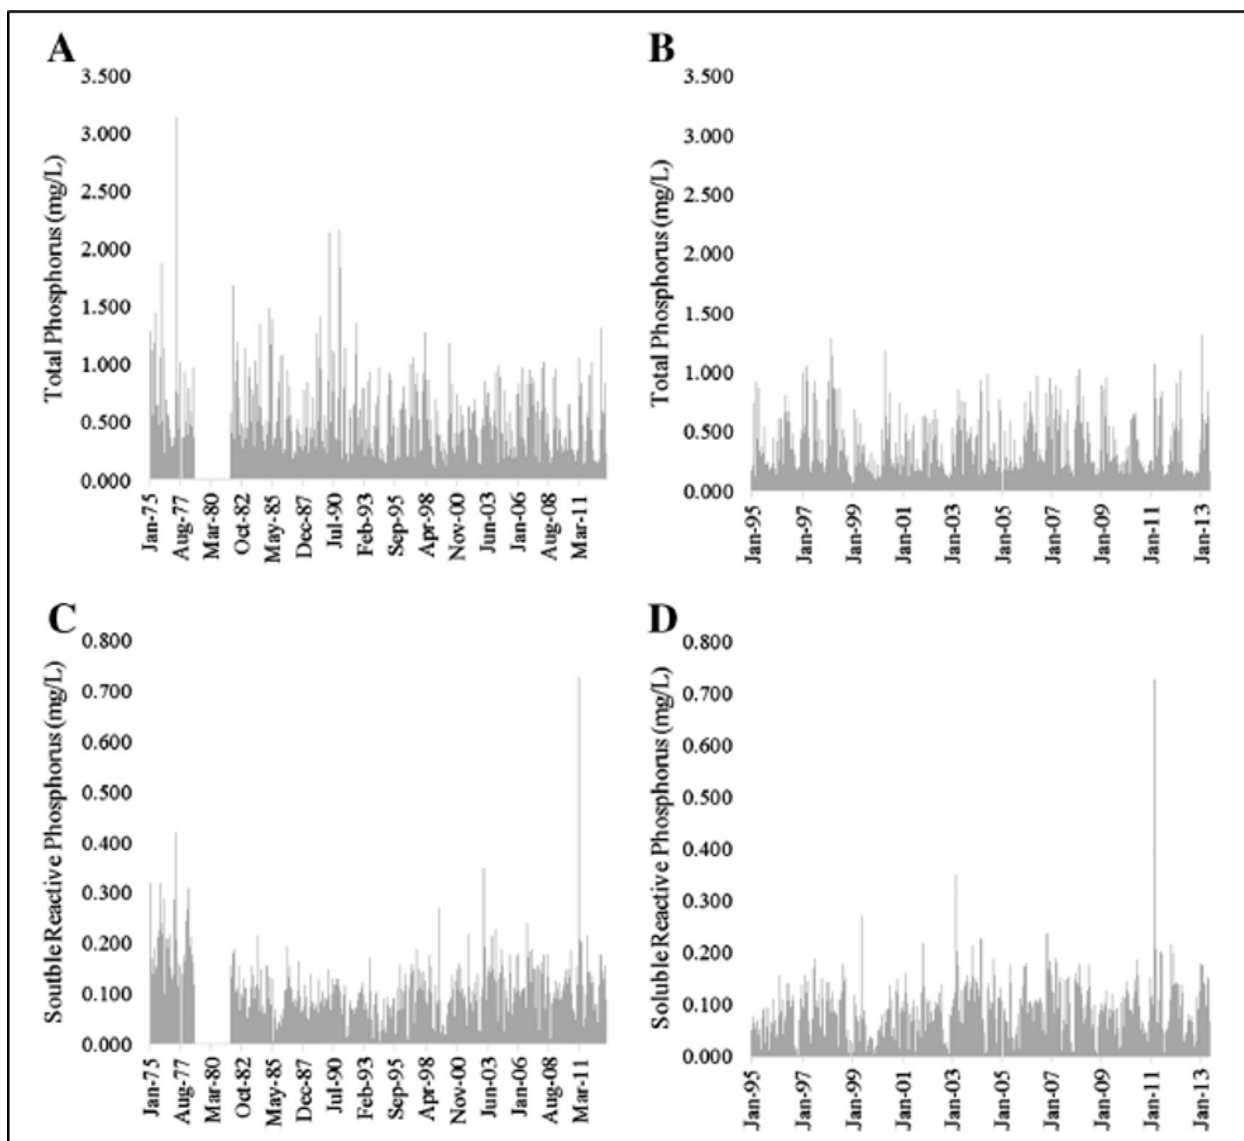 A
Total Phosphorus (mg/L)
3.500
3.000
2.500
2.000
1.500
1.000
0.500
0.000
Jan-75
Aug-77
Mar-80
Oct-82
May-85
Dec-87
Jul-90
Feb-93
Sep-95
Apr-98
Nov-00
Jun-03
Jan-06
Aug-08
Mar-11
B
Total Phosphorus (mg/L)
3.500
3.000
2.500
2.000
1.500
1.000
0.500
0.000
Jan-95
Jan-97
Jan-99
Jan-01
Jan-03
Jan-05
Jan-07
Jan-09
Jan-11
Jan-13
C
Soutble Reactive Phosphorus (mg/L)
0.800
0.700
0.600
0.500
0.400
0.300
0.200
0.100
0.000
Jan-75
Aug-77
Mar-80
Oct-82
May-85
Dec-87
Jul-90
Feb-93
Sep-95
Apr-98
Nov-00
Jun-03
Jan-06
Aug-08
Mar-11
D
Soluble Reactive Phosphorus (mg/L)
0.800
0.700
0.600
0.500
0.400
0.300
0.200
0.100
0.000
Jan-95
Jan-97
Jan-99
Jan-01
Jan-03
Jan-05
Jan-07
Jan-09
Jan-11
Jan-13